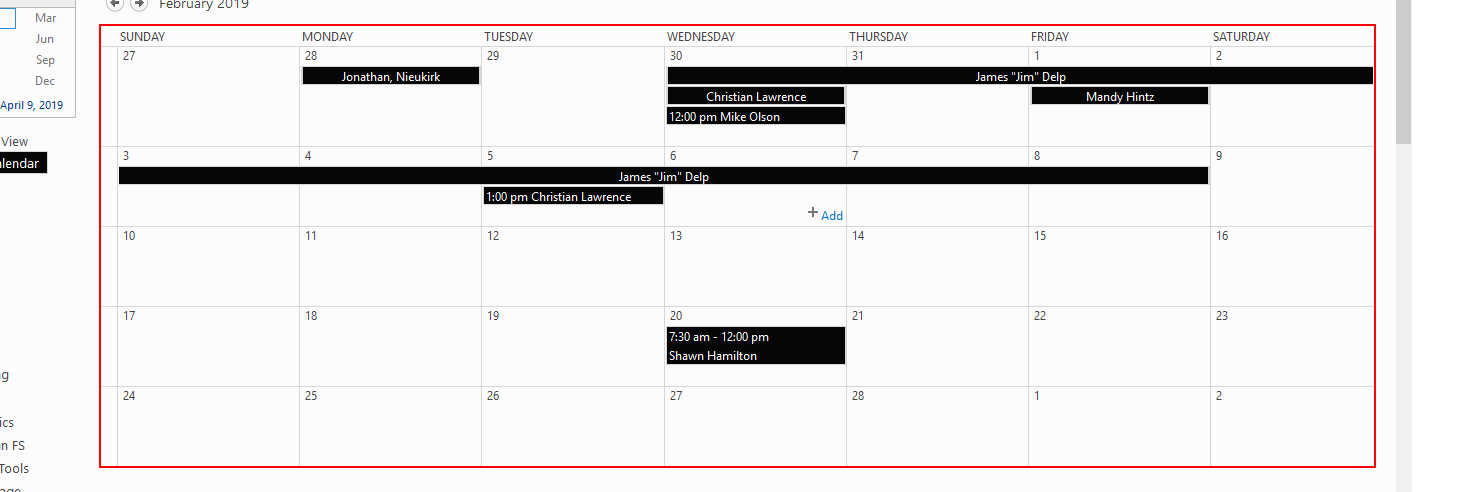 February 2019
Mar
Jun
Sep
Dec
April 9, 2019
View
alendar
ics
n FS
Tools
SUNDAY MONDAY TUESDAY WEDNESDAY THURSDAY FRIDAY SATURDAY
27 28 29 30 31 1 2
Jonathan, Nieukirk James "Jim" Delp
Christian Lawrence Mandy Hintz
12:00 pm Mike Olson
3 4 5 6 7 8 9
James "Jim" Delp
1:00 pm Christian Lawrence
+ Add
10 11 12 13 14 15 16
17 18 19 20 21 22 23
7:30 am - 12:00 pm
Shawn Hamilton
24 25 26 27 28 1 2